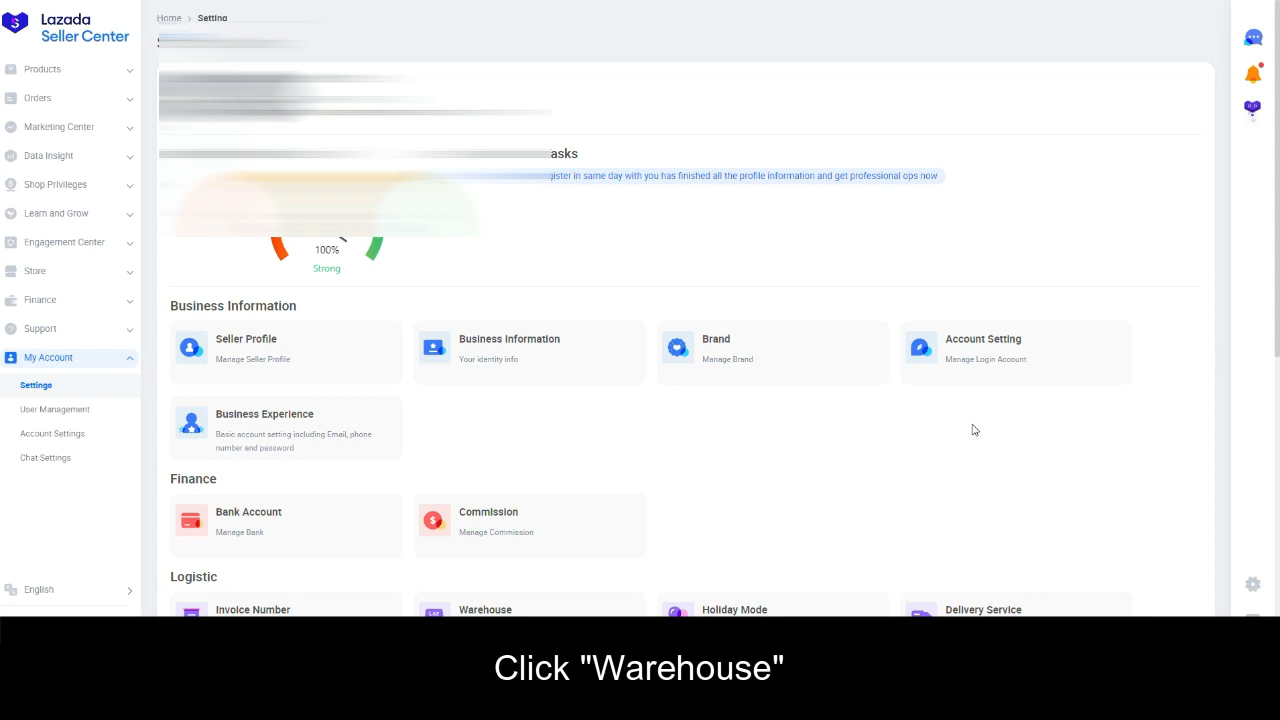 Lazada
Seller Center
Home > Setting
Products
Orders
Marketing Center
Data Insight
Shop Privileges
Learn and Grow
Engagement Center
Store
Finance
Support
My Account
Settings
User Management
Account Settings
Chat Settings
English
asks
in same day with you has finished all the profile information and get professional ops now
100%
Strong
Business Information
Seller Profile
Manage Seller Profile
Business Information
Your identity info
Brand
Manage Brand
Account Setting
Manage Login Account
Business Experience
Basic account setting including Email, phone
number and password
Finance
Bank Account
Manage Bank
Commission
Manage Commission
Logistic
Invoice Number
Warehouse
Holiday Mode
Delivery Service
Click "Warehouse"